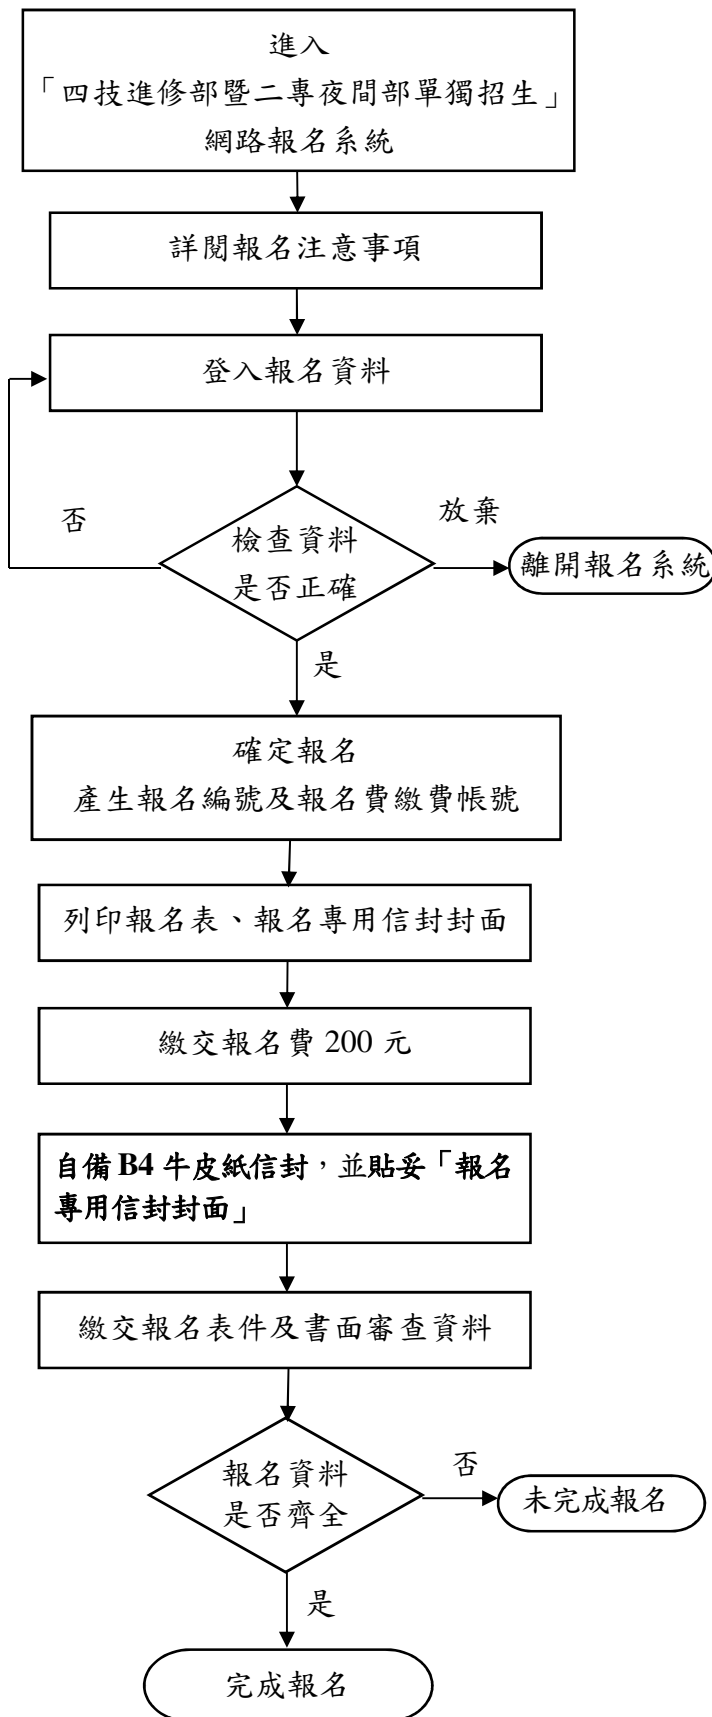 進入
「四技進修部暨二專夜間部單獨招生」
網路報名系統
詳閱報名注意事項
登入報名資料
否
放棄
檢查資料
是否正確
離開報名系統
是
確定報名
產生報名編號及報名費繳費帳號
列印報名表、報名專用信封封面
繳交報名費 200 元
自備 B4 牛皮紙信封，並貼妥「報名
專用信封封面」
繳交報名表件及書面審查資料
報名資料
是否齊全
否
未完成報名
是
完成報名